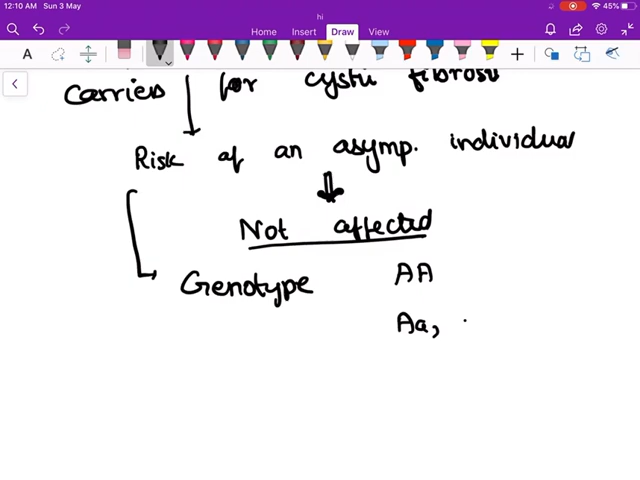 12:10 AM Sun 3 May
hi
45%
Home Insert Draw View
A
Carriers for cystic fibrosis
Risk of an asymp. individual
Not affected
Genotype AA
Aa,